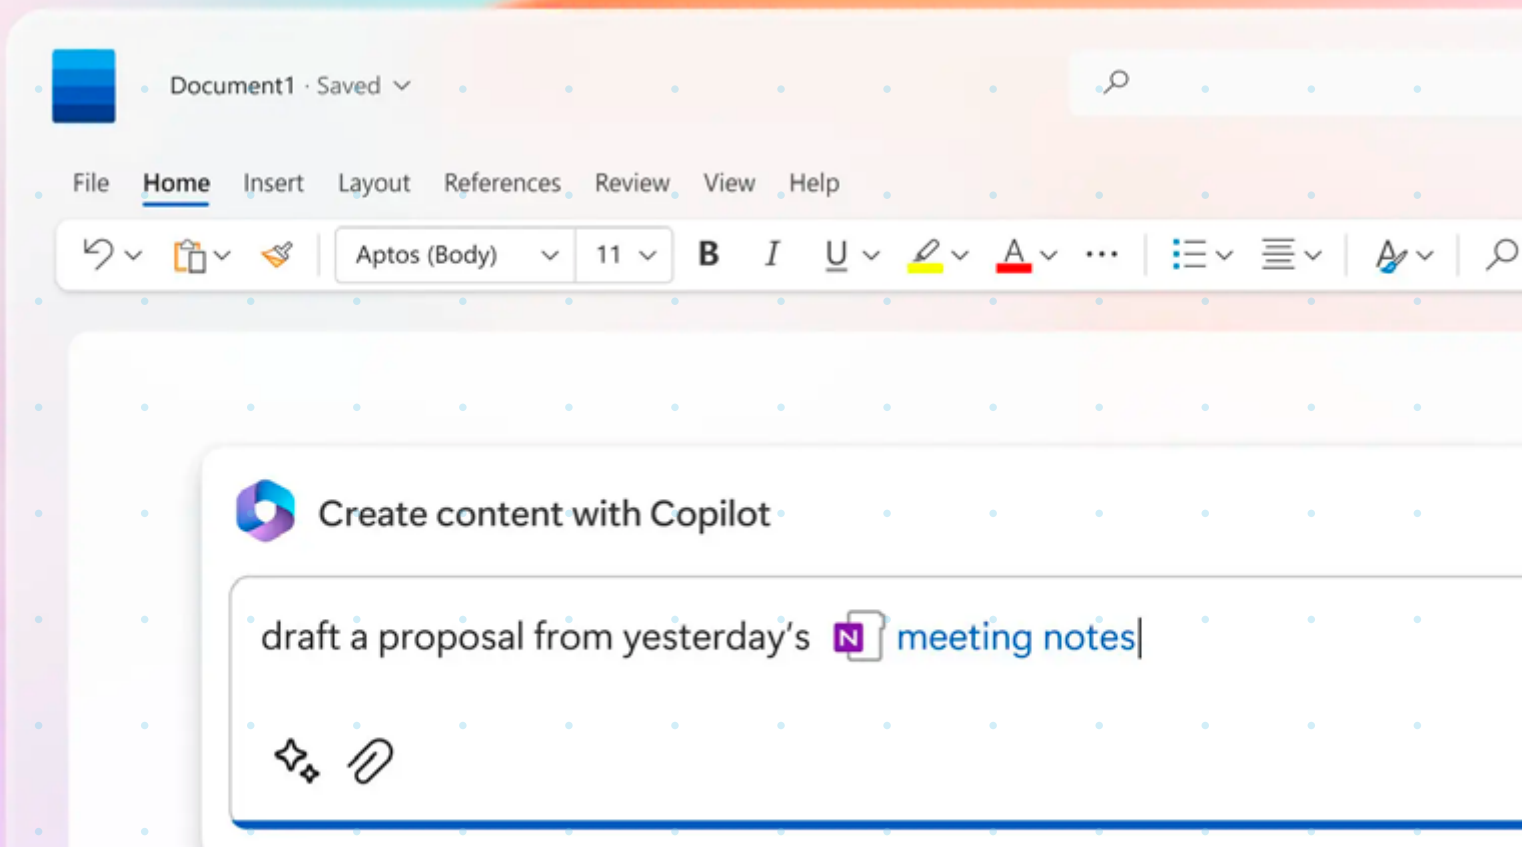 Document1 · Saved
File Home Insert Layout References Review View Help
Aptos (Body) 11 B I U A ... A
Create content with Copilot
draft a proposal from yesterday’s N meeting notes